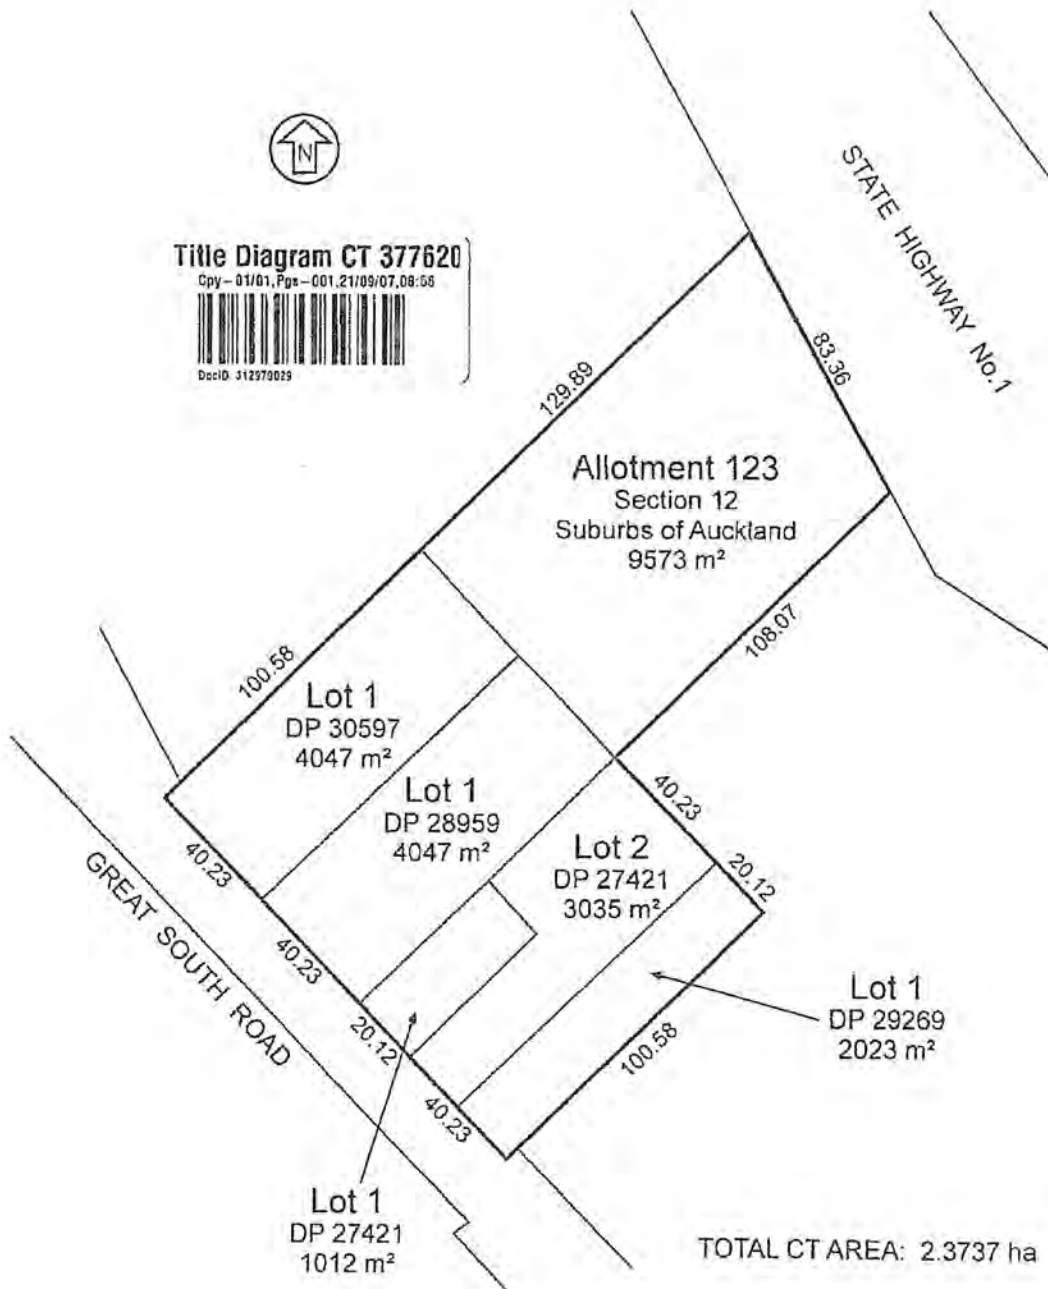 N
Title Diagram CT 377620
Cpy - 01/01, Pgs - 001, 21/09/07, 08:56
DocID: 312970029
STATE HIGHWAY No.1
129.89
83.36
Allotment 123
Section 12
Suburbs of Auckland
9573 m²
108.07
100.58
Lot 1
DP 30597
4047 m²
Lot 1
DP 28959
4047 m²
Lot 2
DP 27421
3035 m²
40.23
20.12
40.23
40.23
20.12
40.23
GREAT SOUTH ROAD
100.58
Lot 1
DP 29269
2023 m²
Lot 1
DP 27421
1012 m²
TOTAL CT AREA: 2.3737 ha